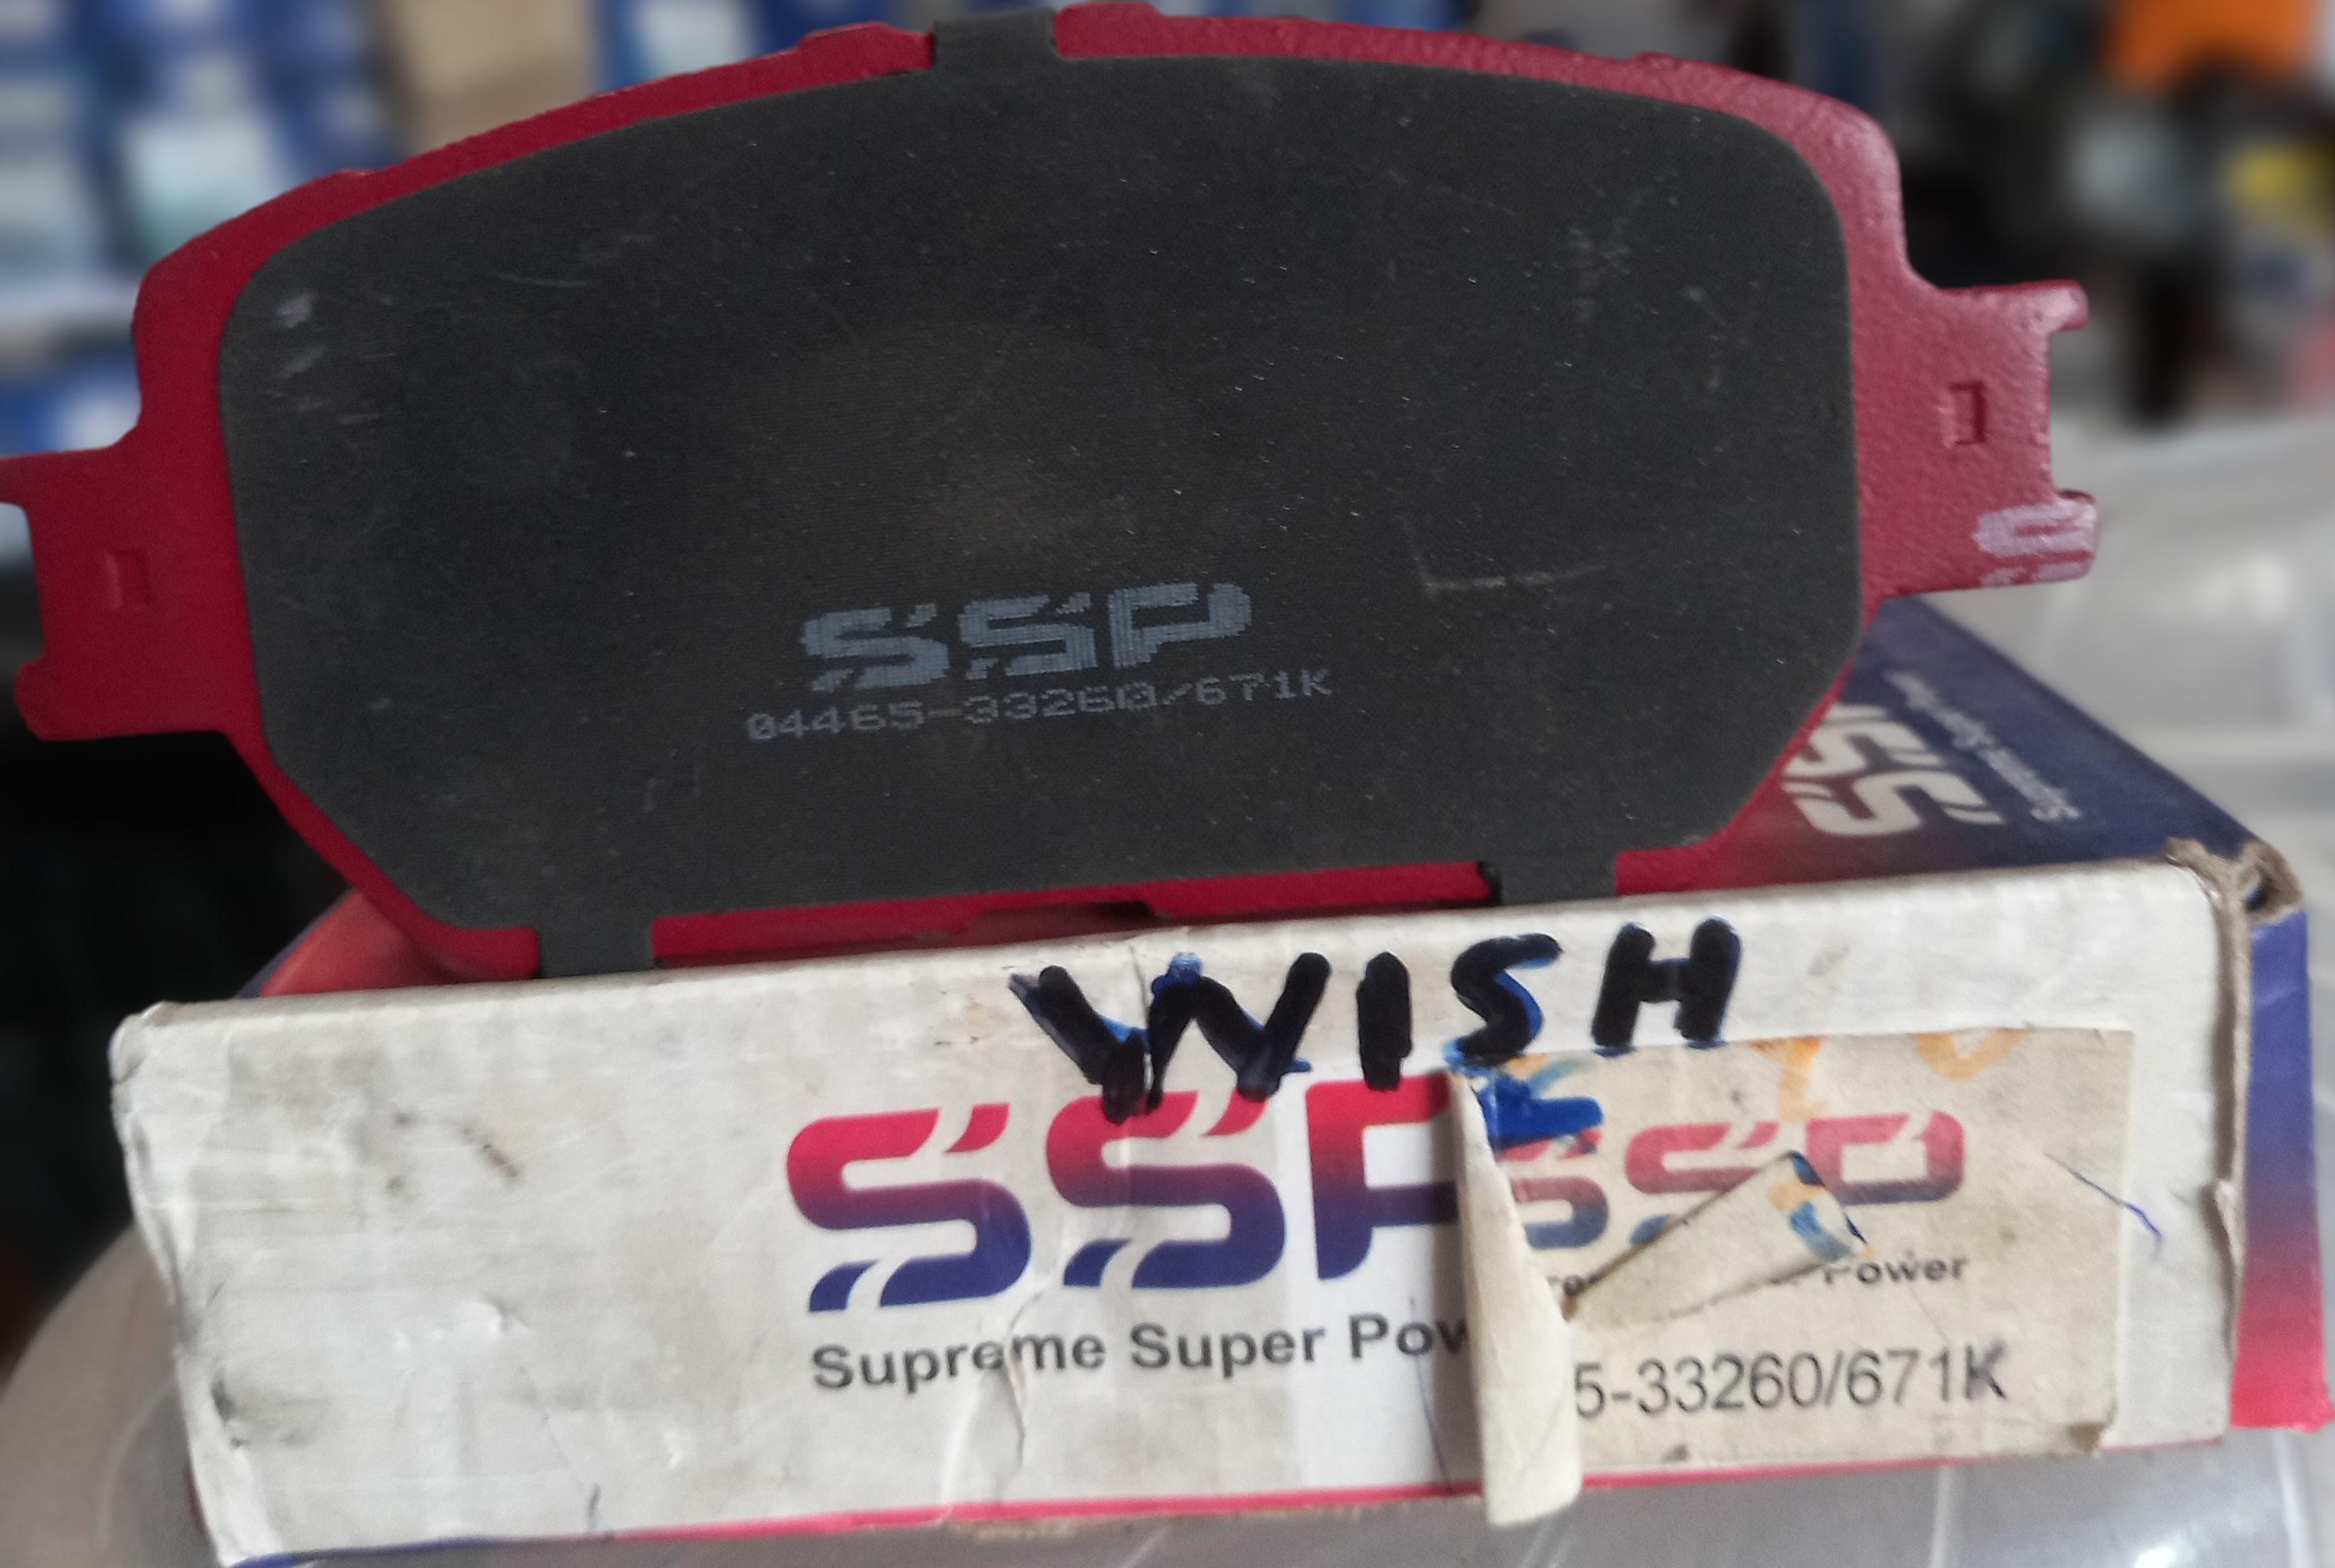 SSP
04465-33260/671K
WISH
SSP
Supreme Super Pow
SSP
Power
5-33260/671K